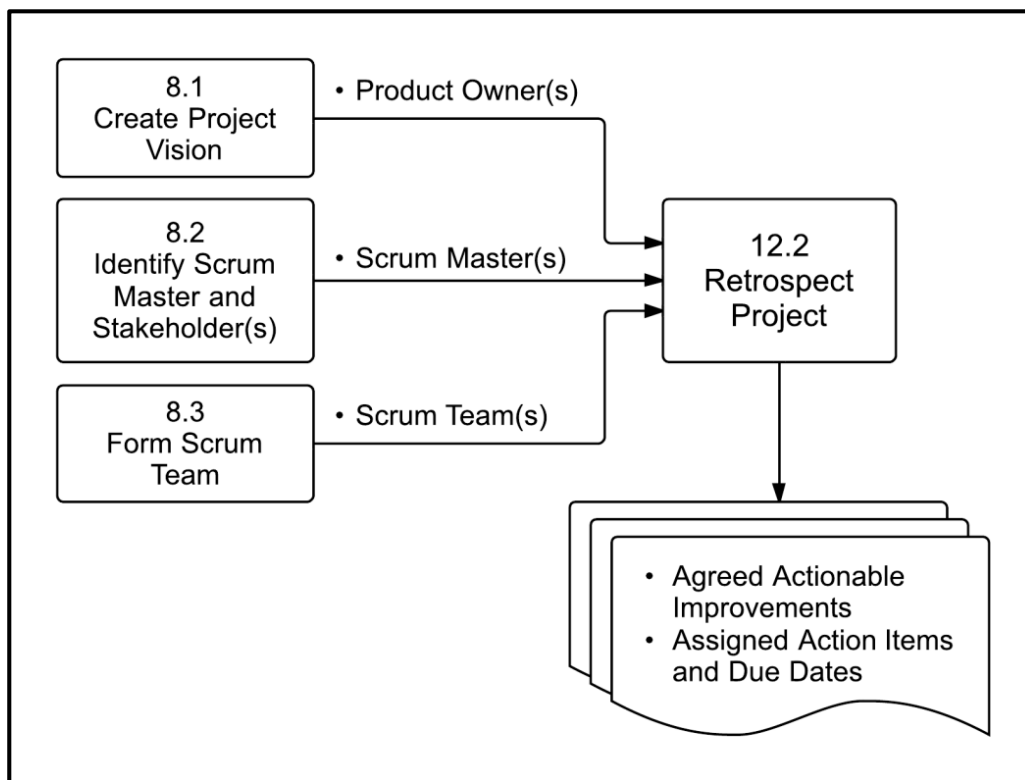 8.1
Create Project
Vision
• Product Owner(s)
8.2
Identify Scrum
Master and
Stakeholder(s)
• Scrum Master(s)
8.3
Form Scrum
Team
• Scrum Team(s)
12.2
Retrospect
Project
• Agreed Actionable
Improvements
• Assigned Action Items
and Due Dates